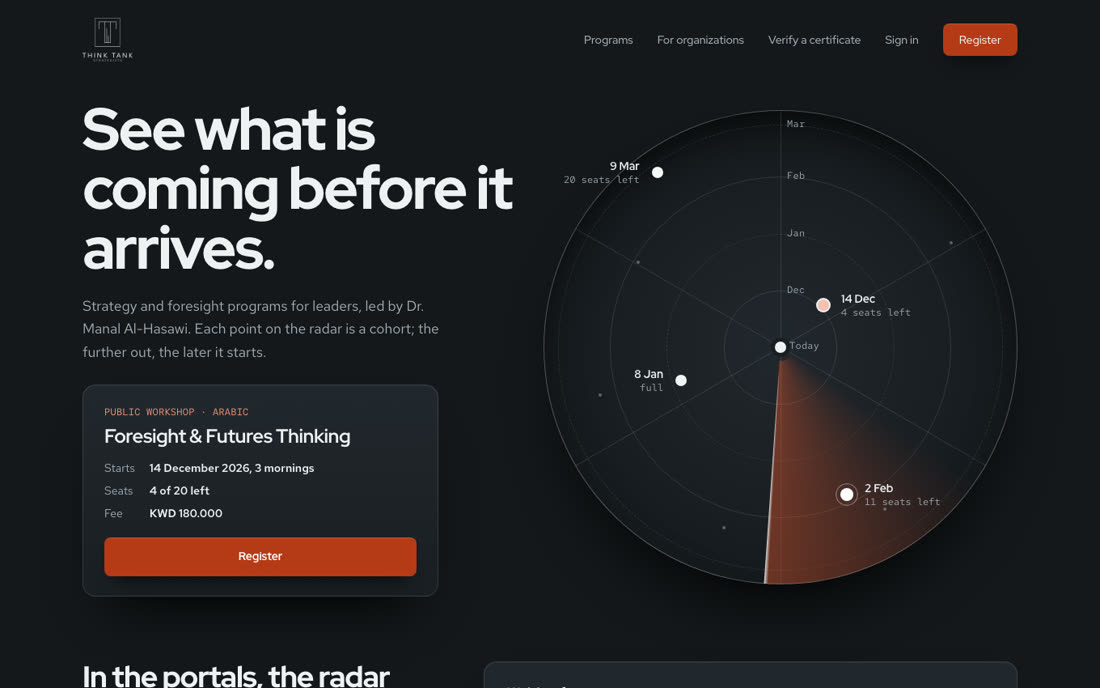 THINK TANK
Programs
For organizations
Verify a certificate
Sign in
Register
See what is
coming before it
arrives.
Strategy and foresight programs for leaders, led by Dr.
Manal Al-Hasawi. Each point on the radar is a cohort; the
further out, the later it starts.
PUBLIC WORKSHOP · ARABIC
Foresight & Futures Thinking
Starts 14 December 2026, 3 mornings
Seats 4 of 20 left
Fee KWD 180.000
Register
Mar
9 Mar
20 seats left
Feb
Jan
Dec
14 Dec
4 seats left
Today
8 Jan
full
2 Feb
11 seats left
In the portals, the radar